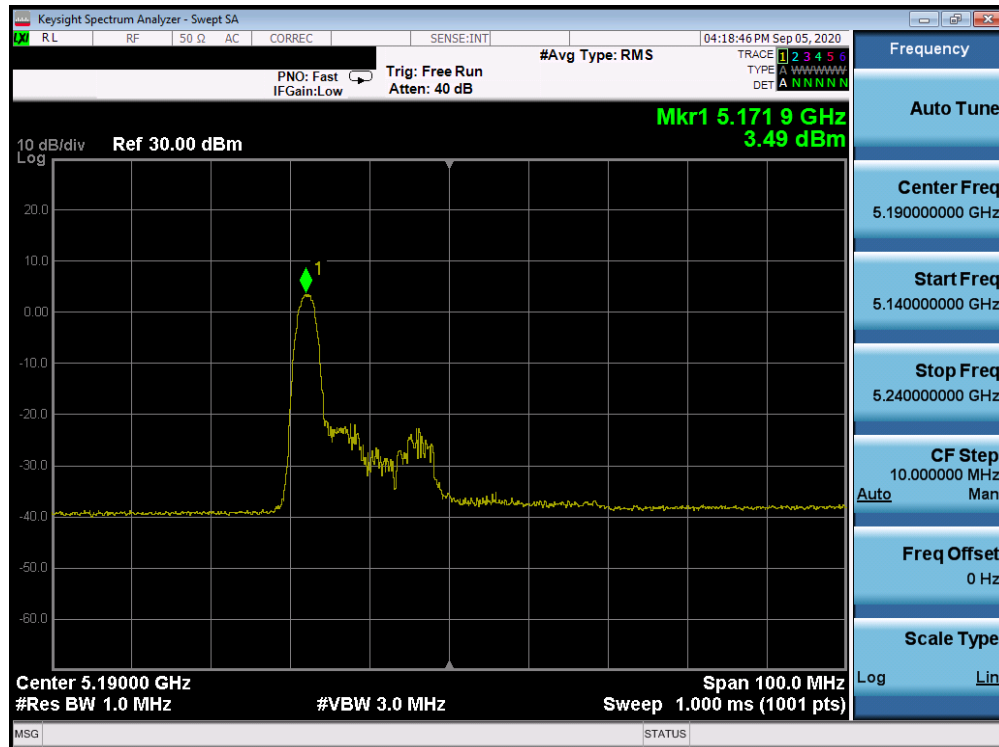 Keysight Spectrum Analyzer - Swept SA
LXI RL RF 50 Ω AC CORREC SENSE:INT 04:18:46 PM Sep 05, 2020
#Avg Type: RMS TRACE 1 2 3 4 5 6
PNO: Fast Trig: Free Run TYPE A WWWWW
IFGain:Low Atten: 40 dB DET A N N N N N
Mkr1 5.171 9 GHz
3.49 dBm
10 dB/div Ref 30.00 dBm
Log
20.0
10.0
1
0.00
-10.0
-20.0
-30.0
-40.0
-50.0
-60.0
Center 5.19000 GHz Span 100.0 MHz
#Res BW 1.0 MHz #VBW 3.0 MHz Sweep 1.000 ms (1001 pts)
MSG STATUS
Frequency
Auto Tune
Center Freq
5.190000000 GHz
Start Freq
5.140000000 GHz
Stop Freq
5.240000000 GHz
CF Step
10.000000 MHz
Auto Man
Freq Offset
0 Hz
Scale Type
Log Lin